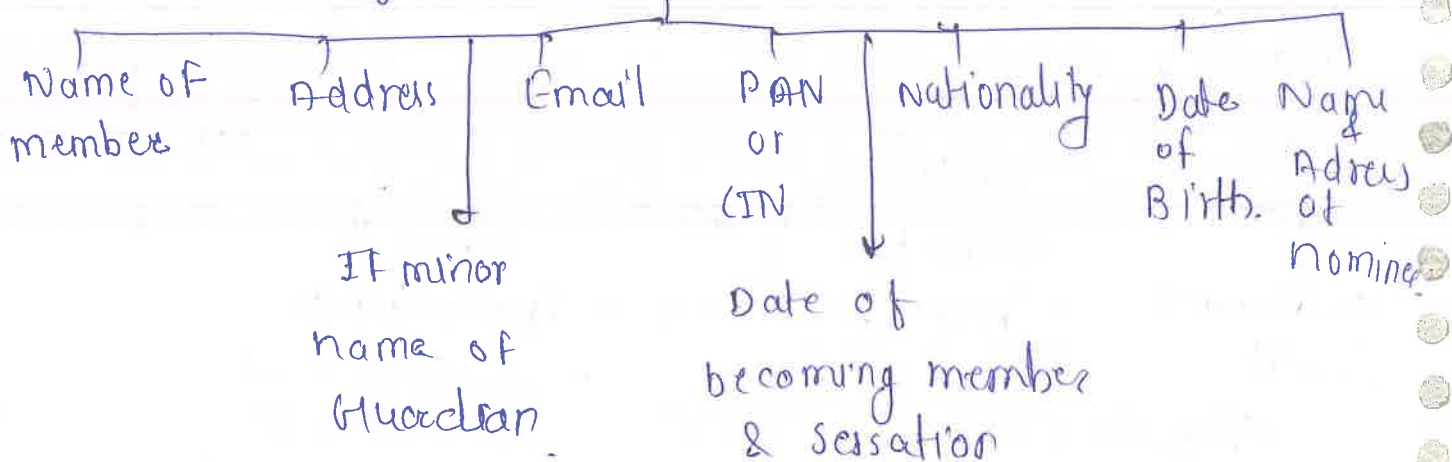 Name of
member
Address
If minor
name of
Guardian
Email
PAN
or
CIN
Date of
becoming member
& sessation
Nationality
Date
of
Birth.
Name
&
Adress
of
nominee